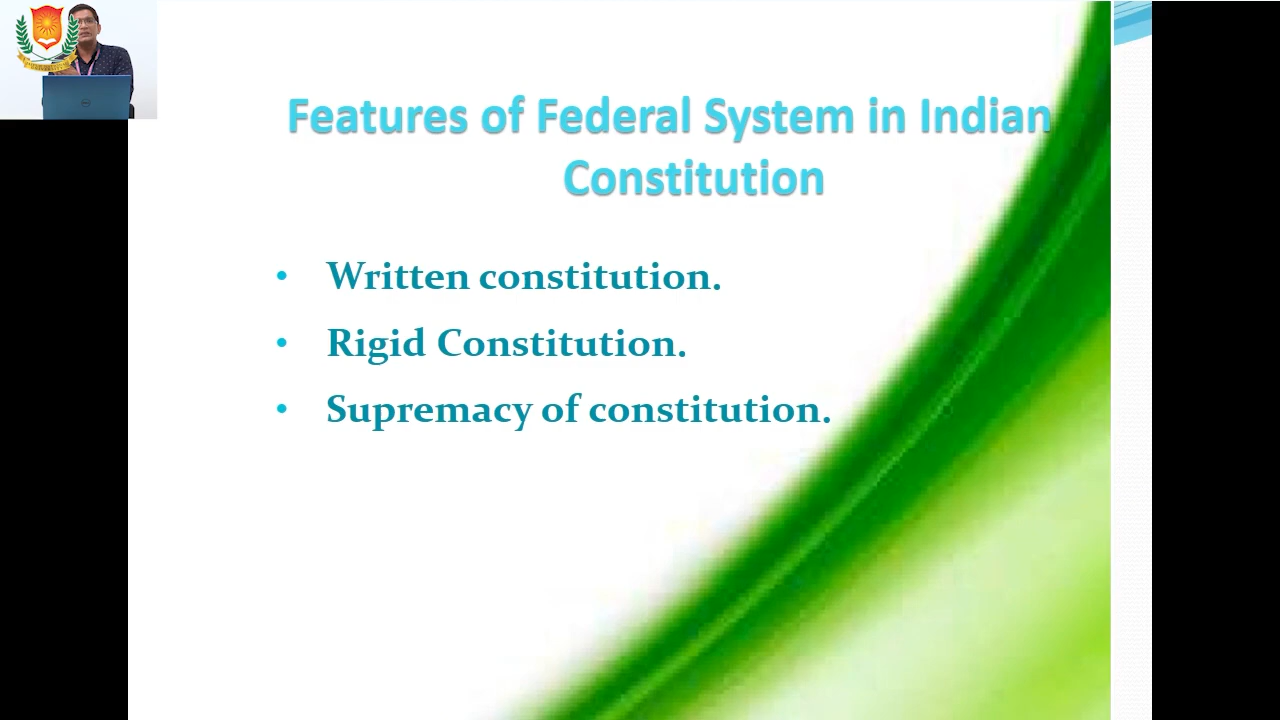 Features of Federal System in Indian
Constitution
• Written constitution.
• Rigid Constitution.
• Supremacy of constitution.